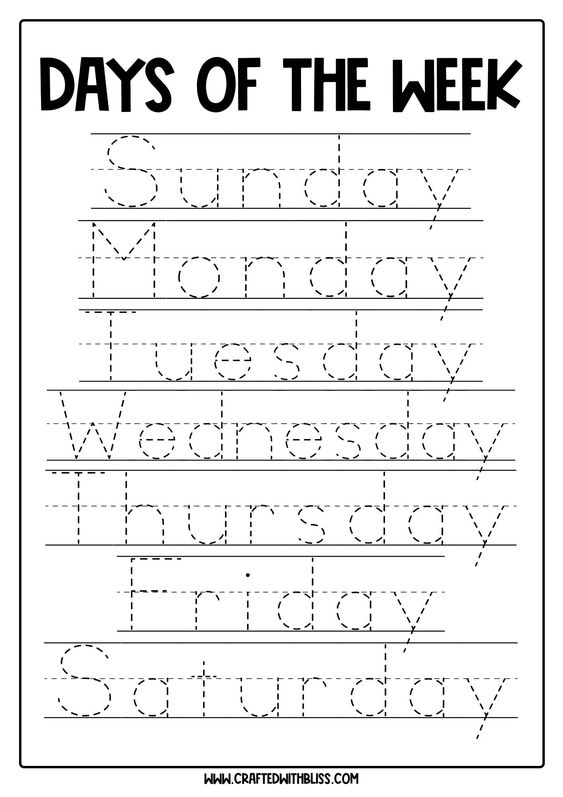 DAYS OF THE WEEK
Sunday
Monday
Tuesday
Wednesday
Thursday
Friday
Saturday
WWW.CRAFTEDWITHBLISS.COM